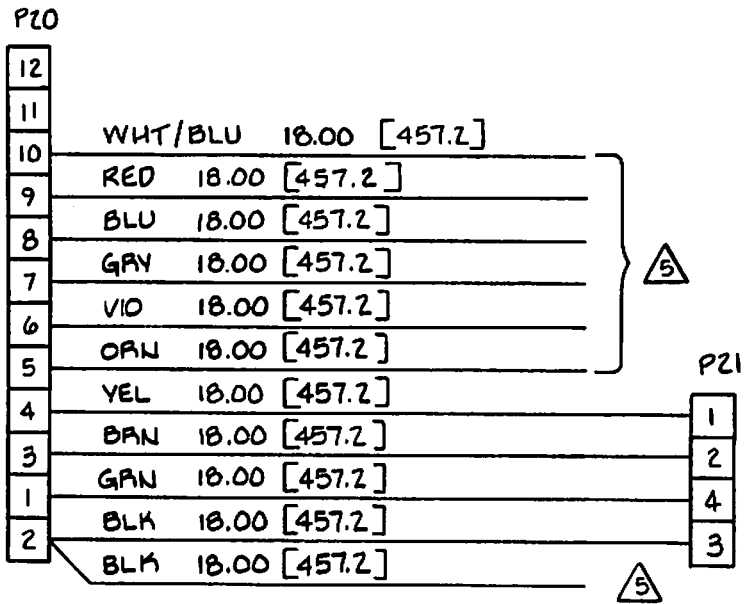 P20
12
11
WHT/BLU 18.00 [457.2]
10
RED 18.00 [457.2]
9
BLU 18.00 [457.2]
8
GRY 18.00 [457.2]
5
7
VIO 18.00 [457.2]
6
ORN 18.00 [457.2]
5
P21
YEL 18.00 [457.2]
4
1
BRN 18.00 [457.2]
3
2
GRN 18.00 [457.2]
1
4
BLK 18.00 [457.2]
2
3
BLK 18.00 [457.2]
5